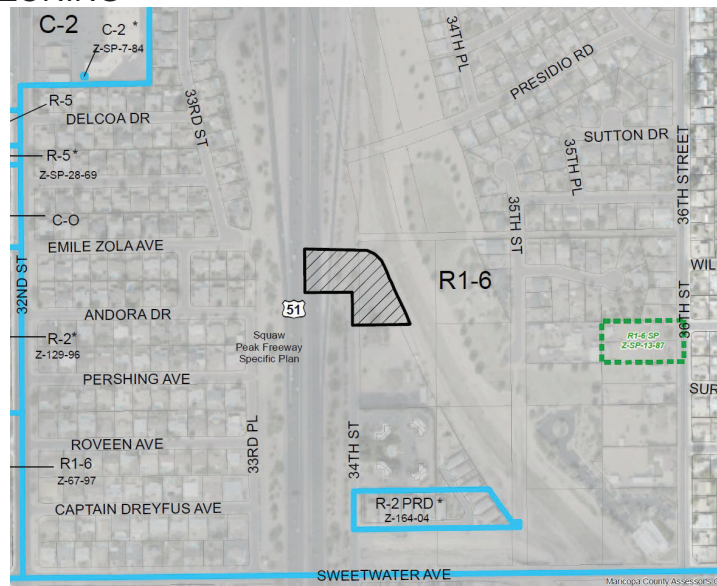 C-2
C-2 *
Z-SP-7-84
34TH PL
PRESIDIO RD
R-5
DELCOA DR
33RD ST
SUTTON DR
R-5*
Z-SP-28-69
35TH PL
36TH STREET
C-O
35TH ST
EMILE ZOLA AVE
WIL
32ND ST
R1-6
51
ANDORA DR
36TH ST
R-2*
Z-129-96
Squaw
Peak Freeway
Specific Plan
R1-6 SP
Z-SP-13-87
PERSHING AVE
SUR
ROVEEN AVE
33RD PL
34TH ST
R1-6
Z-67-97
CAPTAIN DREYFUS AVE
R-2 PRD *
Z-164-04
SWEETWATER AVE
Maricopa County Assessors